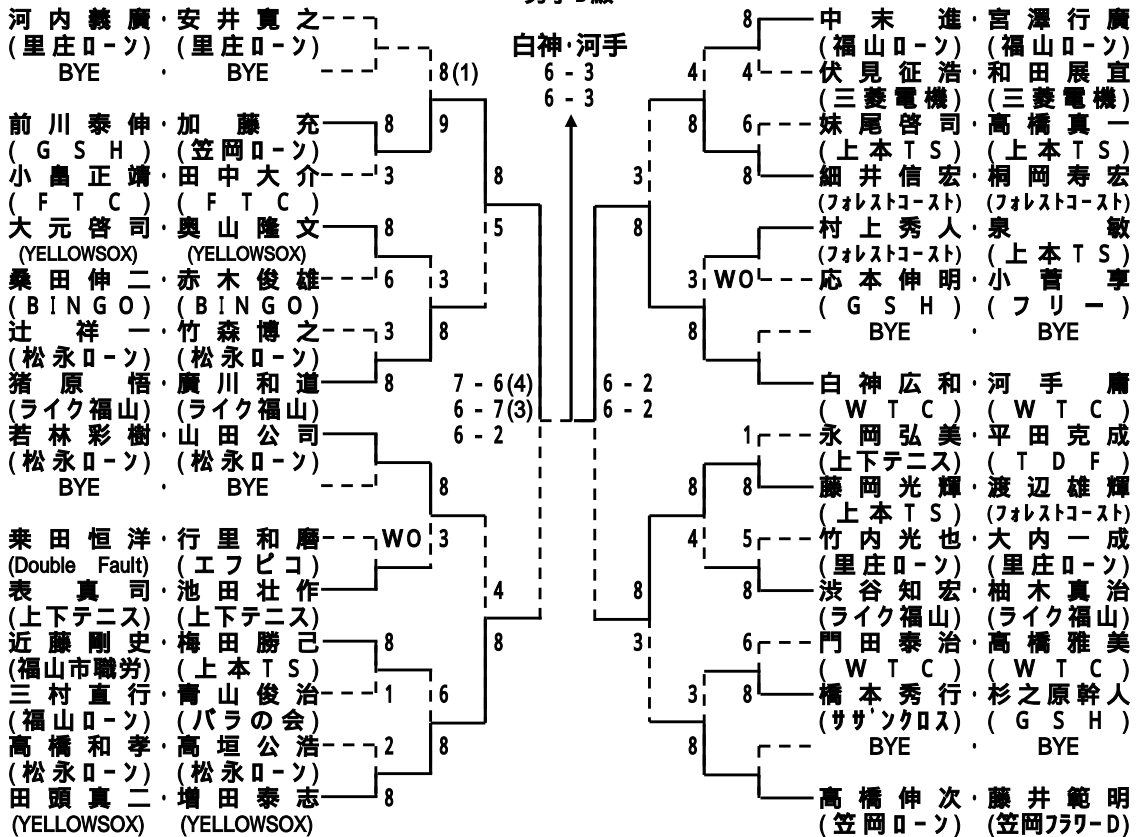 河内義廣・安井寛之
(里庄ローン) (里庄ローン)
BYE ・ BYE
8(1)
前川泰伸・加藤充 8
9
(GSH) (笠岡ローン)
小畠正靖・田中大介 3
8
(FTC) (FTC)
大元啓司・奥山隆文 8
5
(YELLOWSOX) (YELLOWSOX)
桑田伸二・赤木俊雄 6
3
(BINGO) (BINGO)
辻祥一・竹森博之 3
8
(松永ローン) (松永ローン)
猪原悟・廣川和道 8
(ライク福山) (ライク福山)
若林彩樹・山田公司
(松永ローン) (松永ローン)
BYE ・ BYE
8
来田恒洋・行里和磨 WO
3
(Double Fault) (エフピコ)
表真司・池田壮作
4
(上下テニス) (上下テニス)
近藤剛史・梅田勝己 8
8
(福山市職労) (上本TS)
三村直行・青山俊治 1
6
(福山ローン) (バラの会)
高橋和孝・高垣公浩 2
8
(松永ローン) (松永ローン)
田頭真二・増田泰志 8
(YELLOWSOX) (YELLOWSOX)
白神・河手
6 - 3
6 - 3
7 - 6(4)
6 - 7(3)
6 - 2
6 - 2
6 - 2
8 中末進・宮澤行廣
(福山ローン) (福山ローン)
4
4 伏見征浩・和田展宜
(三菱電機) (三菱電機)
8
6 妹尾啓司・高橋真一
(上本TS) (上本TS)
3
8 細井信宏・桐岡寿宏
(フォレストコースト) (フォレストコースト)
8
村上秀人・泉敏
(フォレストコースト) (上本TS)
3
WO 応本伸明・小菅享
(GSH) (フリー)
8
BYE ・ BYE
白神広和・河手庸
(WTC) (WTC)
1 永岡弘美・平田克成
(上下テニス) (TDF)
8
8 藤岡光輝・渡辺雄輝
(上本TS) (フォレストコースト)
4
5 竹内光也・大内一成
(里庄ローン) (里庄ローン)
8
8 渋谷知宏・柚木真治
(ライク福山) (ライク福山)
3
6 門田泰治・高橋雅美
(WTC) (WTC)
3
8 橋本秀行・杉之原幹人
(ササンクロス) (GSH)
8
BYE ・ BYE
高橋伸次・藤井範明
(笠岡ローン) (笠岡フラワーD)